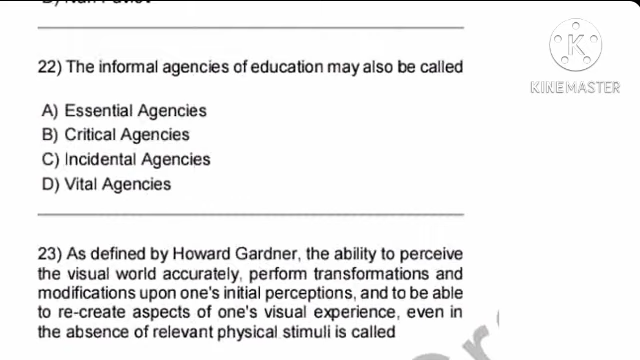 22) The informal agencies of education may also be called
A) Essential Agencies
B) Critical Agencies
C) Incidental Agencies
D) Vital Agencies
23) As defined by Howard Gardner, the ability to perceive
the visual world accurately, perform transformations and
modifications upon one's initial perceptions, and to be able
to re-create aspects of one's visual experience, even in
the absence of relevant physical stimuli is called
K
KINEMASTER